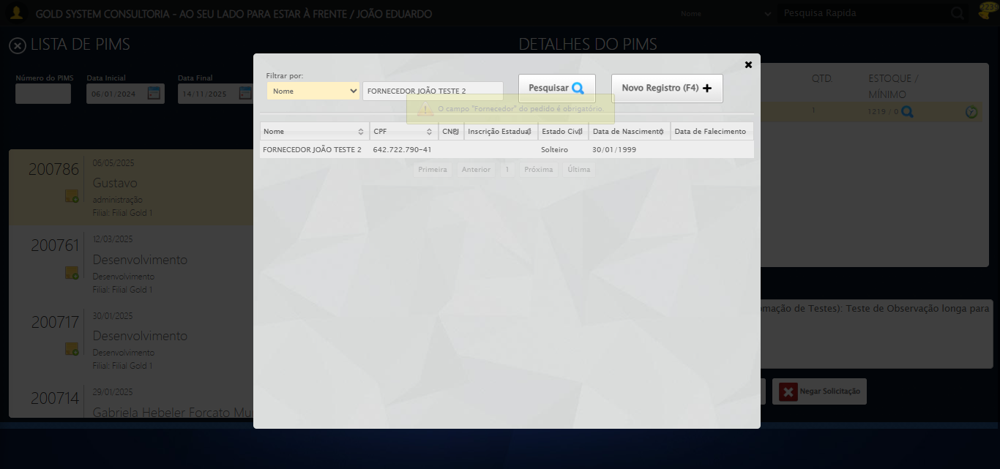 GOLD SYSTEM CONSULTORIA - AO SEU LADO PARA ESTAR À FRENTE / JOÃO EDUARDO
Nome
Pesquisa Rapida
LISTA DE PIMS
DETALHES DO PIMS
Número do PIMS
Data Inicial
Data Final
06/01/2024
14/11/2025
Filtrar por:
Nome
FORNECEDOR JOÃO TESTE 2
Pesquisar
Novo Registro (F4)
O campo "Fornecedor" do pedido é obrigatório.
Nome
CPF
CNPJ
Inscrição Estadual
Estado Civil
Data de Nascimento
Data de Falecimento
FORNECEDOR JOÃO TESTE 2
642.722.790-41
Solteiro
30/01/1999
Primeira
Anterior
1
Próxima
Última
QTD.
ESTOQUE /
MÍNIMO
1
1219 / 0
200786
06/05/2025
Gustavo
administração
Filial: Filial Gold 1
200761
12/03/2025
Desenvolvimento
Desenvolvimento
Filial: Filial Gold 1
200717
30/01/2025
Desenvolvimento
Desenvolvimento
Filial: Filial Gold 1
200714
29/01/2025
Gabriela Hebeler Forcato Mu
mação de Testes): Teste de Observação longa para
Negar Solicitação